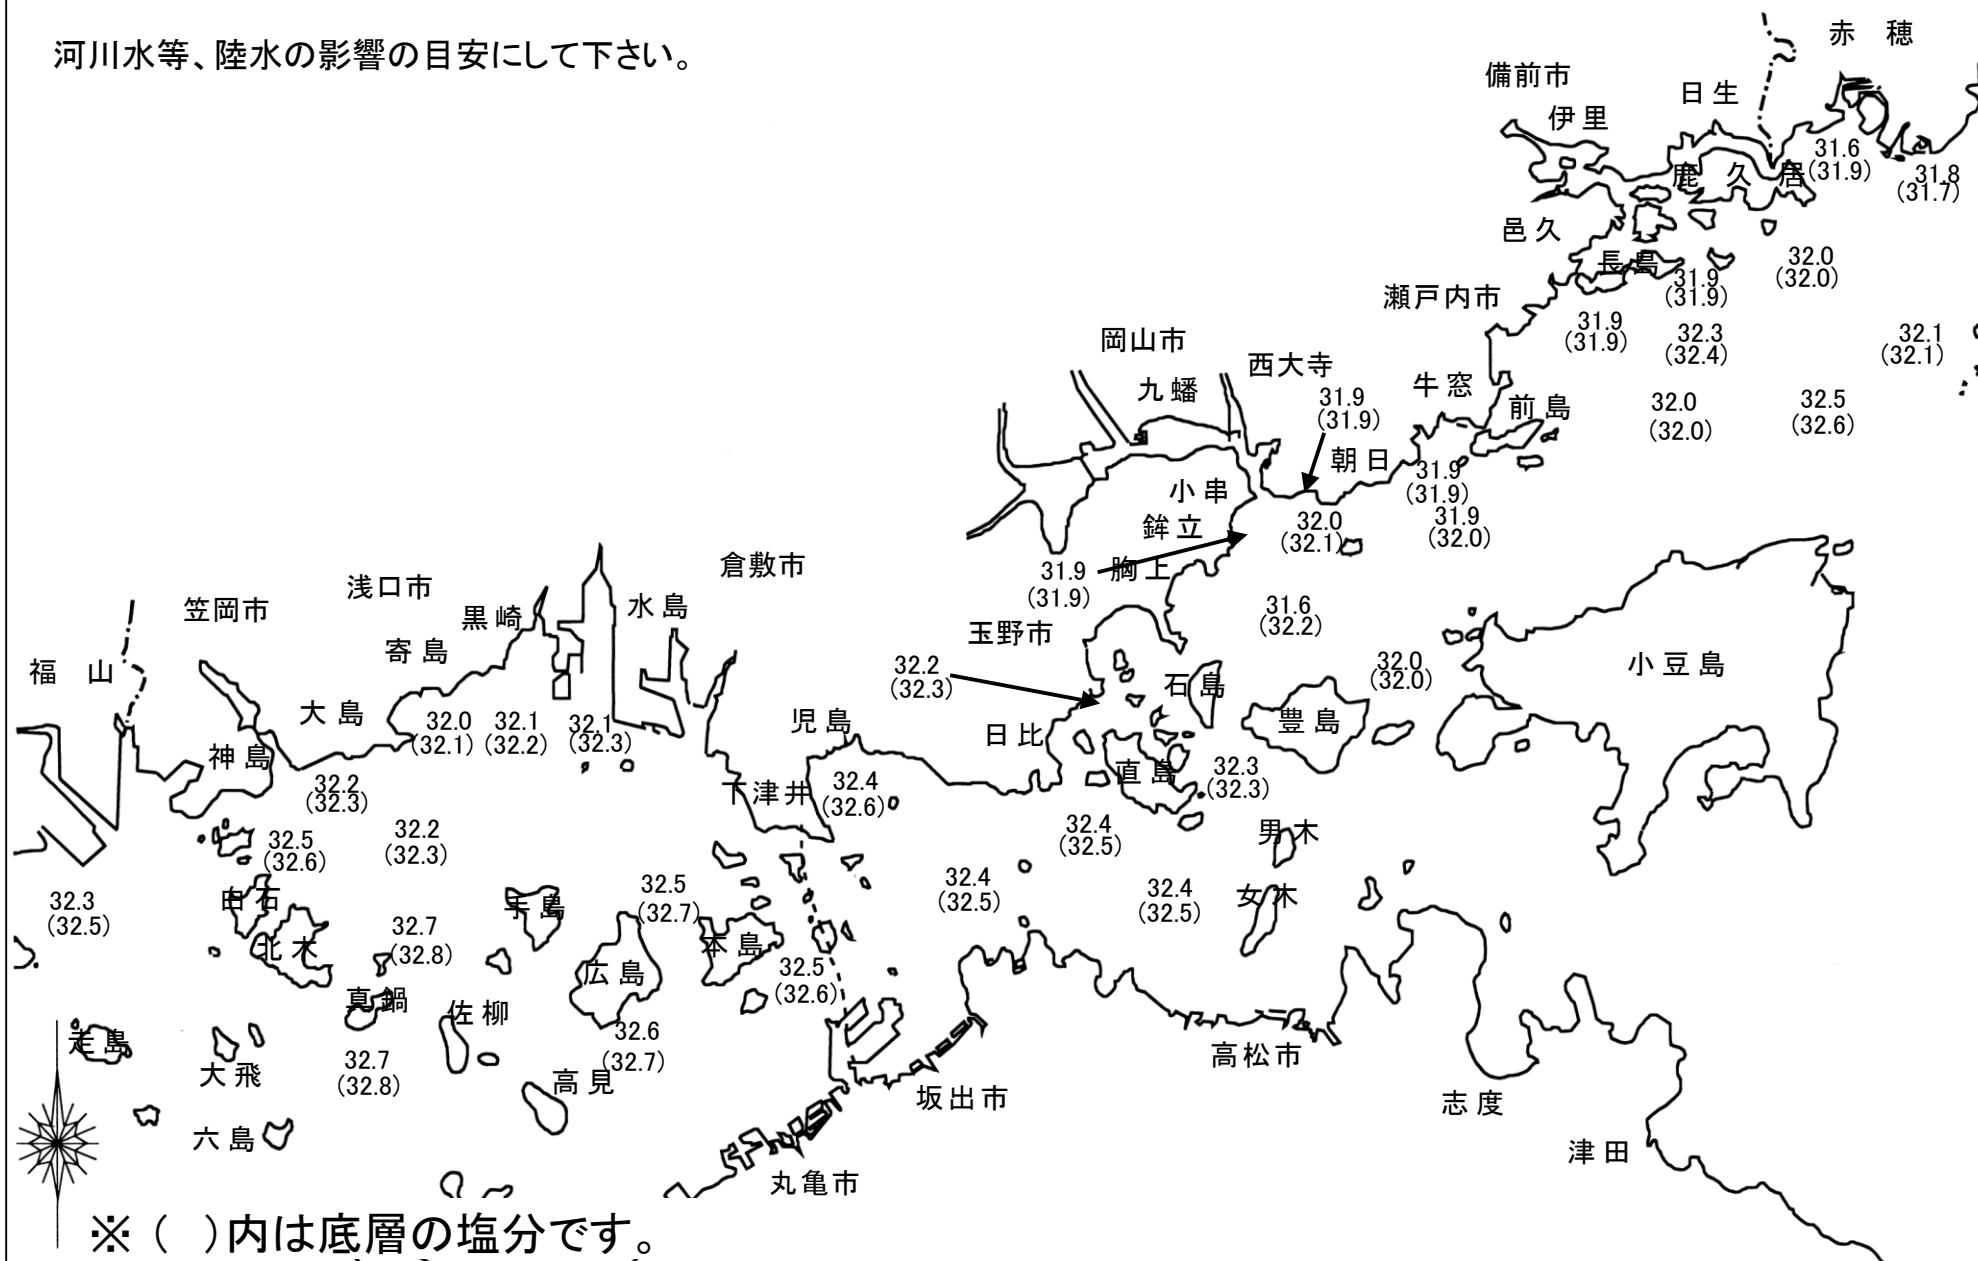 河川水等、陸水の影響の目安にして下さい。
赤 穂
備前市
日生
伊里
31.6
(31.9)
鹿 久 居
31.8
(31.7)
邑久
長島
32.0
(32.0)
31.9
(31.9)
瀬戸内市
31.9
(31.9)
32.3
(32.4)
32.1
(32.1)
岡山市
西大寺
九蟠
牛窓
31.9
(31.9)
前島
32.0
(32.0)
32.5
(32.6)
朝日
31.9
(31.9)
小串
鉾立
32.0
(32.1)
31.9
(32.0)
胸上
31.9
(31.9)
倉敷市
浅口市
笠岡市
黒崎
水島
31.6
(32.2)
玉野市
寄島
福 山
32.2
(32.3)
石島
32.0
(32.0)
小豆島
大島
32.0
(32.1)
32.1
(32.2)
32.1
(32.3)
児島
日比
豊島
神島
32.2
(32.3)
下津井
32.4
(32.6)
直島
32.3
(32.3)
32.5
(32.6)
32.2
(32.3)
32.4
(32.5)
男木
32.3
(32.5)
白石
手島
32.5
(32.7)
32.4
(32.5)
32.4
(32.5)
女木
北木
32.7
(32.8)
広島
本島
32.5
(32.6)
真鍋
佐柳
32.6
(32.7)
走島
大飛
32.7
(32.8)
高見
高松市
坂出市
志度
六島
津田
丸亀市
※（ ）内は底層の塩分です。